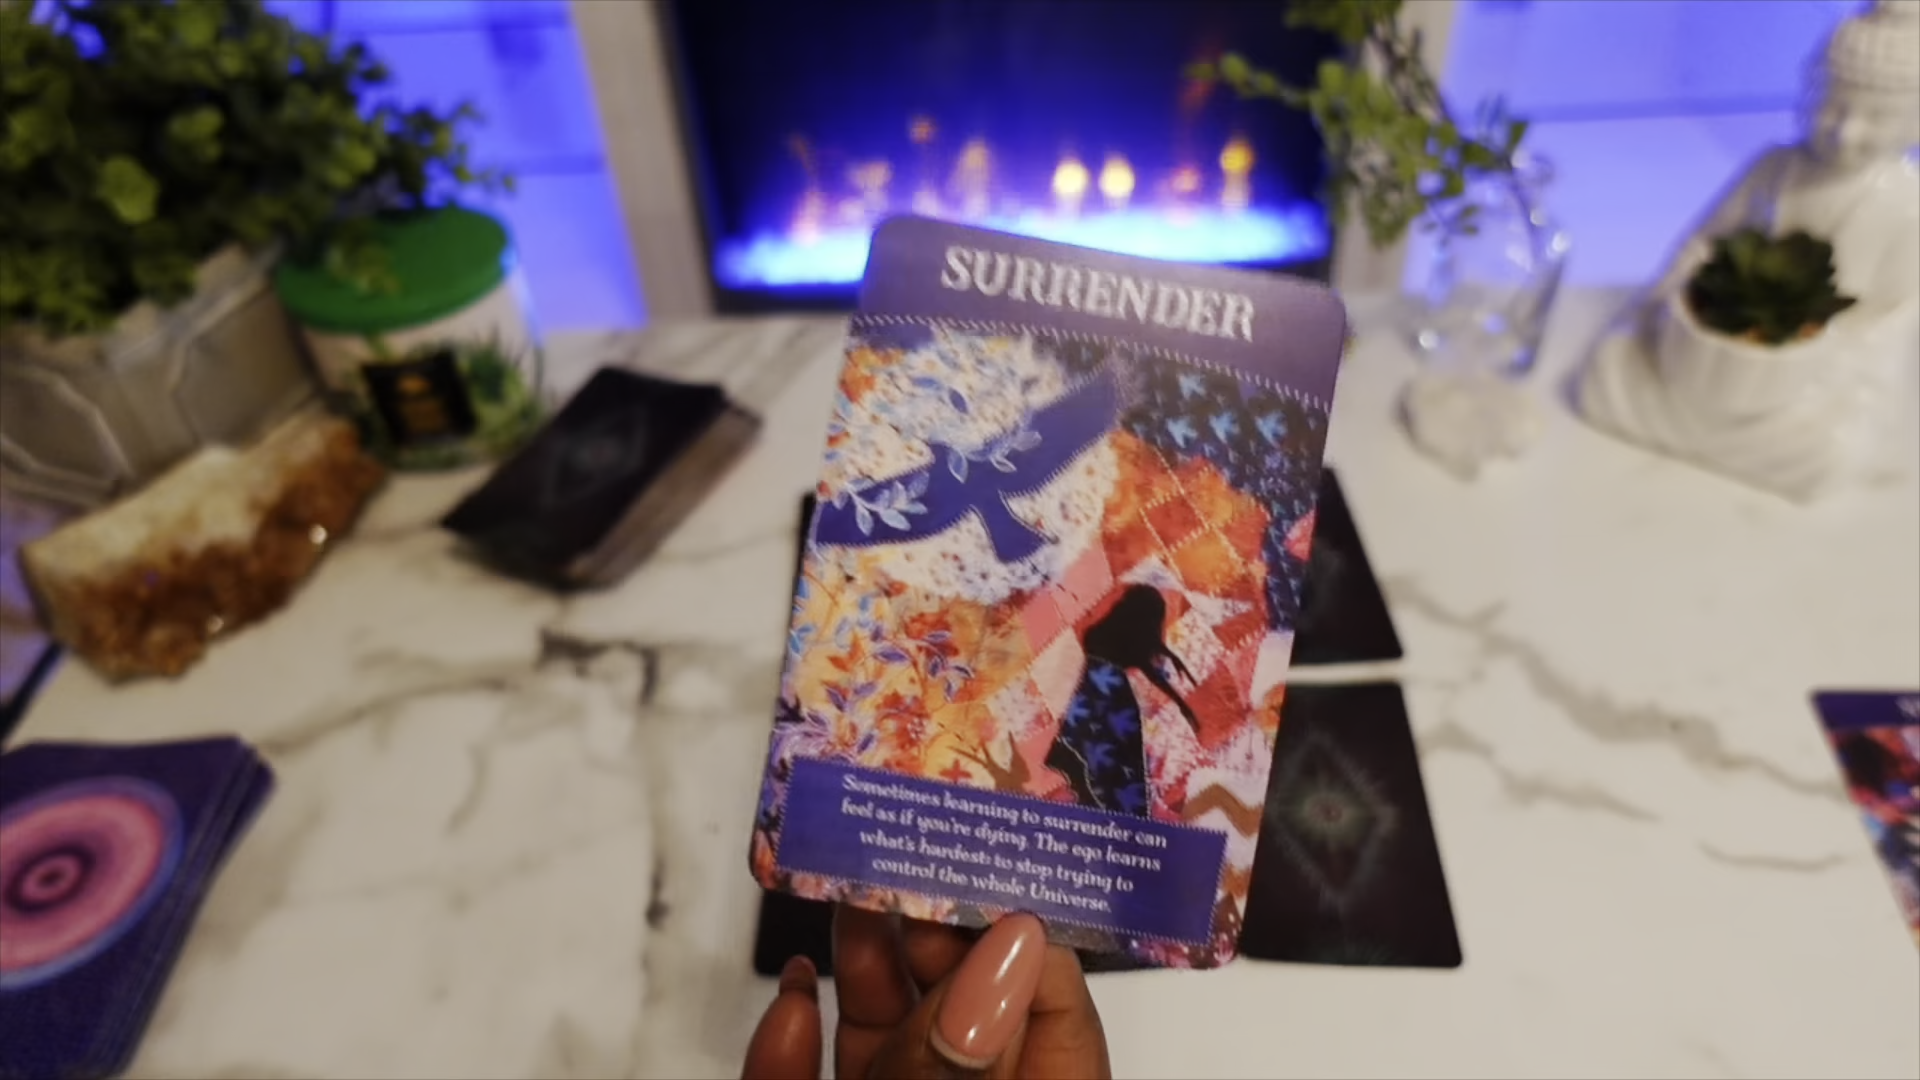 SURRENDER
Sometimes learning to surrender can
feel as if you're dying. The ego learns
what's hardest: to stop trying to
control the whole Universe.